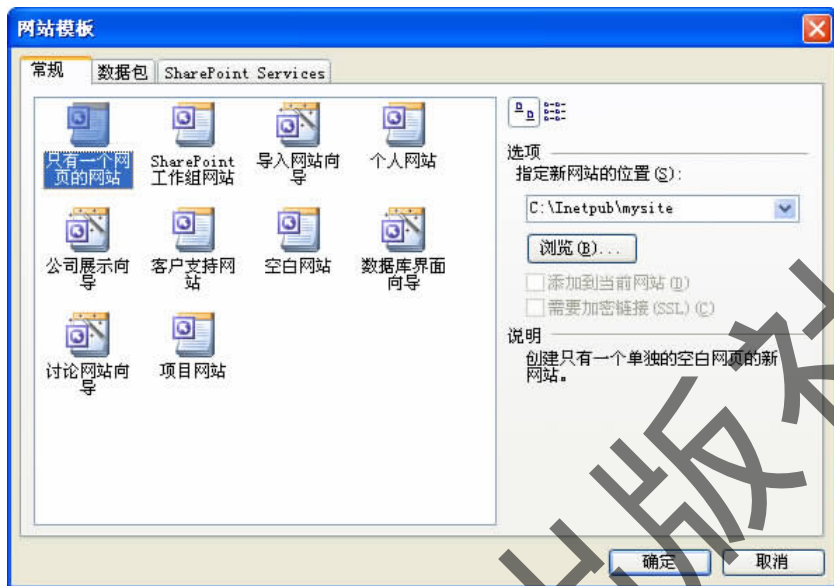 网站模板
常规
数据包
SharePoint Services
只有一个网
页的网站
SharePoint
工作组网站
导入网站向
导
个人网站
公司展示向
导
客户支持网
站
空白网站
数据库界面
向导
讨论网站向
导
项目网站
选项
指定新网站的位置(S):
C:\Inetpub\mysite
浏览(B)...
添加到当前网站(D)
需要加密链接(SSL)(C)
说明
创建只有一个单独的空白网页的新
网站。
确定
取消
出版社